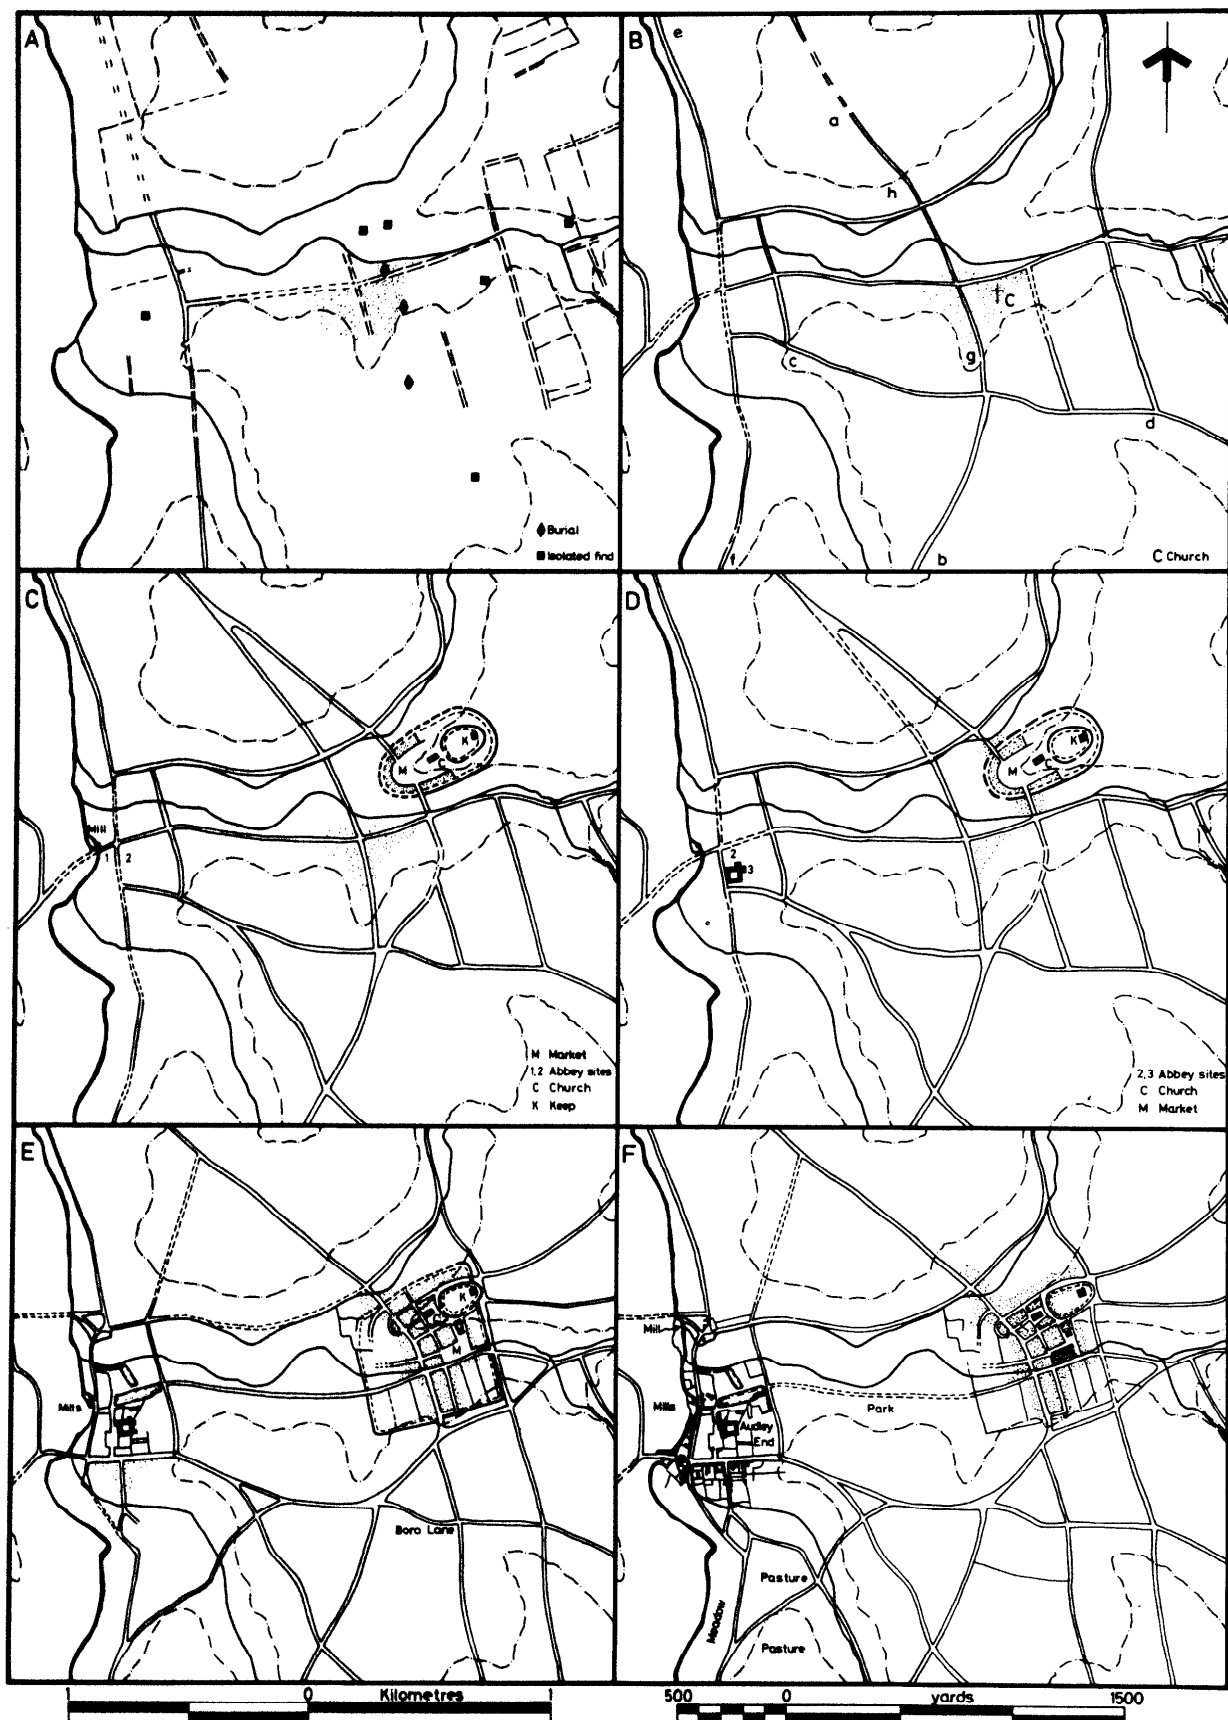 A
Burial
Isolated find
B
e
a
h
C
c
g
d
f
b
C Church
C
K
M
Mill
1 2
M Market
1,2 Abbey sites
C Church
K Keep
D
K
M
2
3
2,3 Abbey sites
C Church
M Market
E
K
M
Mills
Boro Lane
F
Mill
Mills
Park
Audley
End
Pasture
Meadow
Pasture
1 0 Kilometres 1
500 0 yards 1500